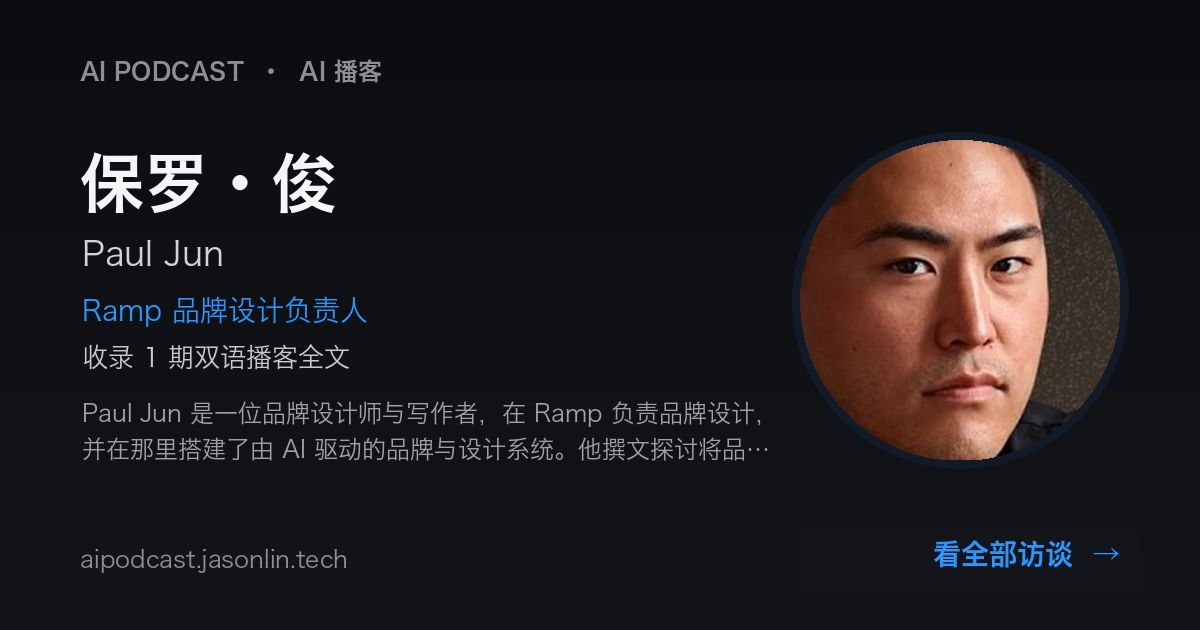 AI PODCAST · AI 播客
保罗·俊
Paul Jun
Ramp 品牌设计负责人
收录 1 期双语播客全文
Paul Jun 是一位品牌设计师与写作者，在 Ramp 负责品牌设计，
并在那里搭建了由 AI 驱动的品牌与设计系统。他撰文探讨将品…
aipodcast.jasonlin.tech
看全部访谈 →